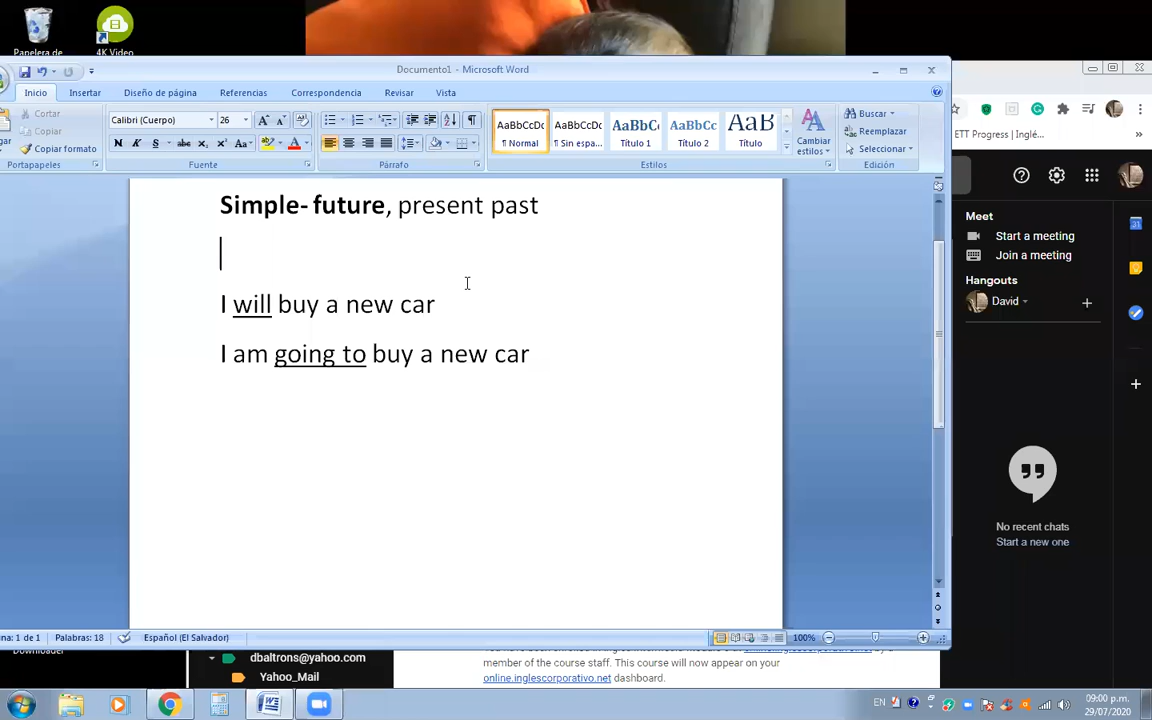 Papelera de
4K Video
Documento1 - Microsoft Word
Inicio
Insertar
Diseño de página
Referencias
Correspondencia
Revisar
Vista
Cortar
Copiar
Copiar formato
Portapapeles
Calibri (Cuerpo)
26
Fuente
Párrafo
AaBbCcDc
¶ Normal
AaBbCcDc
¶ Sin espa...
AaBbC
Título 1
AaBbCc
Título 2
AaB
Título
Cambiar
estilos
Estilos
Buscar
Reemplazar
Seleccionar
Edición
ETT Progress | Inglé...
Simple- future, present past
I will buy a new car
I am going to buy a new car
Meet
Start a meeting
Join a meeting
Hangouts
David
No recent chats
Start a new one
1 de 1
Palabras: 18
Español (El Salvador)
100%
dbaltrons@yahoo.com
Yahoo_Mail
member of the course staff. This course will now appear on your
online.inglescorporativo.net dashboard.
EN
09:00 p.m.
29/07/2020